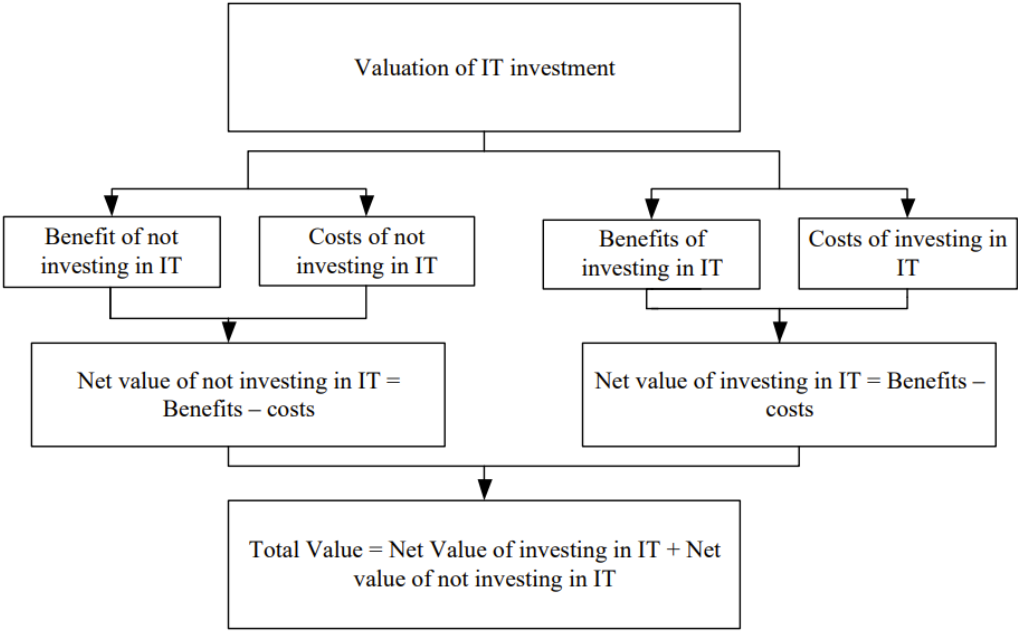 Valuation of IT investment
Benefit of not
investing in IT
Costs of not
investing in IT
Benefits of
investing in IT
Costs of investing in
IT
Net value of not investing in IT =
Benefits – costs
Net value of investing in IT = Benefits –
costs
Total Value = Net Value of investing in IT + Net
value of not investing in IT